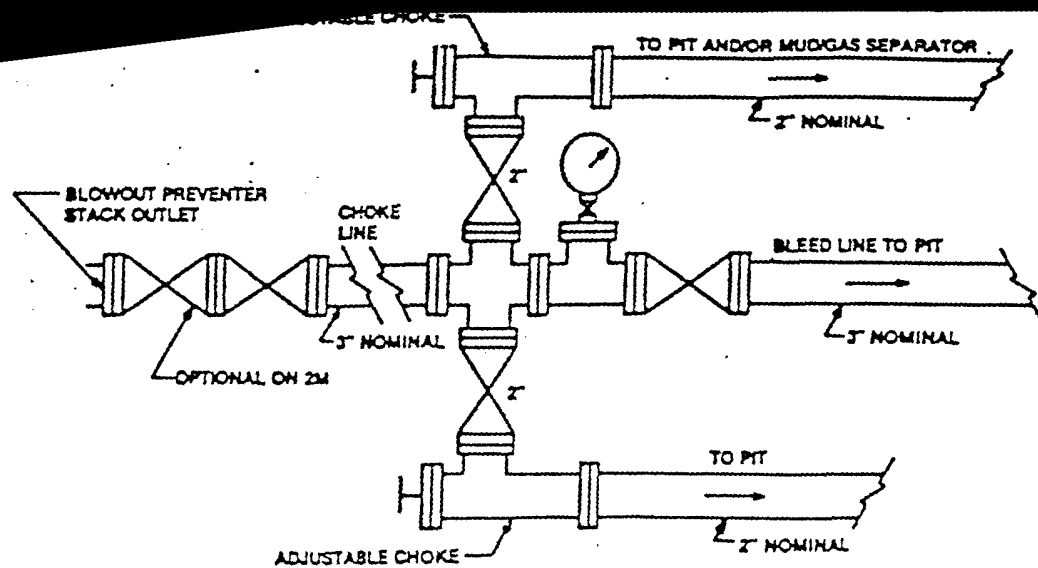 CHOKE
TO PIT AND/OR MUD/GAS SEPARATOR
2" NOMINAL
2"
BLOWOUT PREVENTER
STACK OUTLET
CHOKE
LINE
BLEED LINE TO PIT
3" NOMINAL
3" NOMINAL
OPTIONAL ON 2M
2"
TO PIT
2" NOMINAL
ADJUSTABLE CHOKE